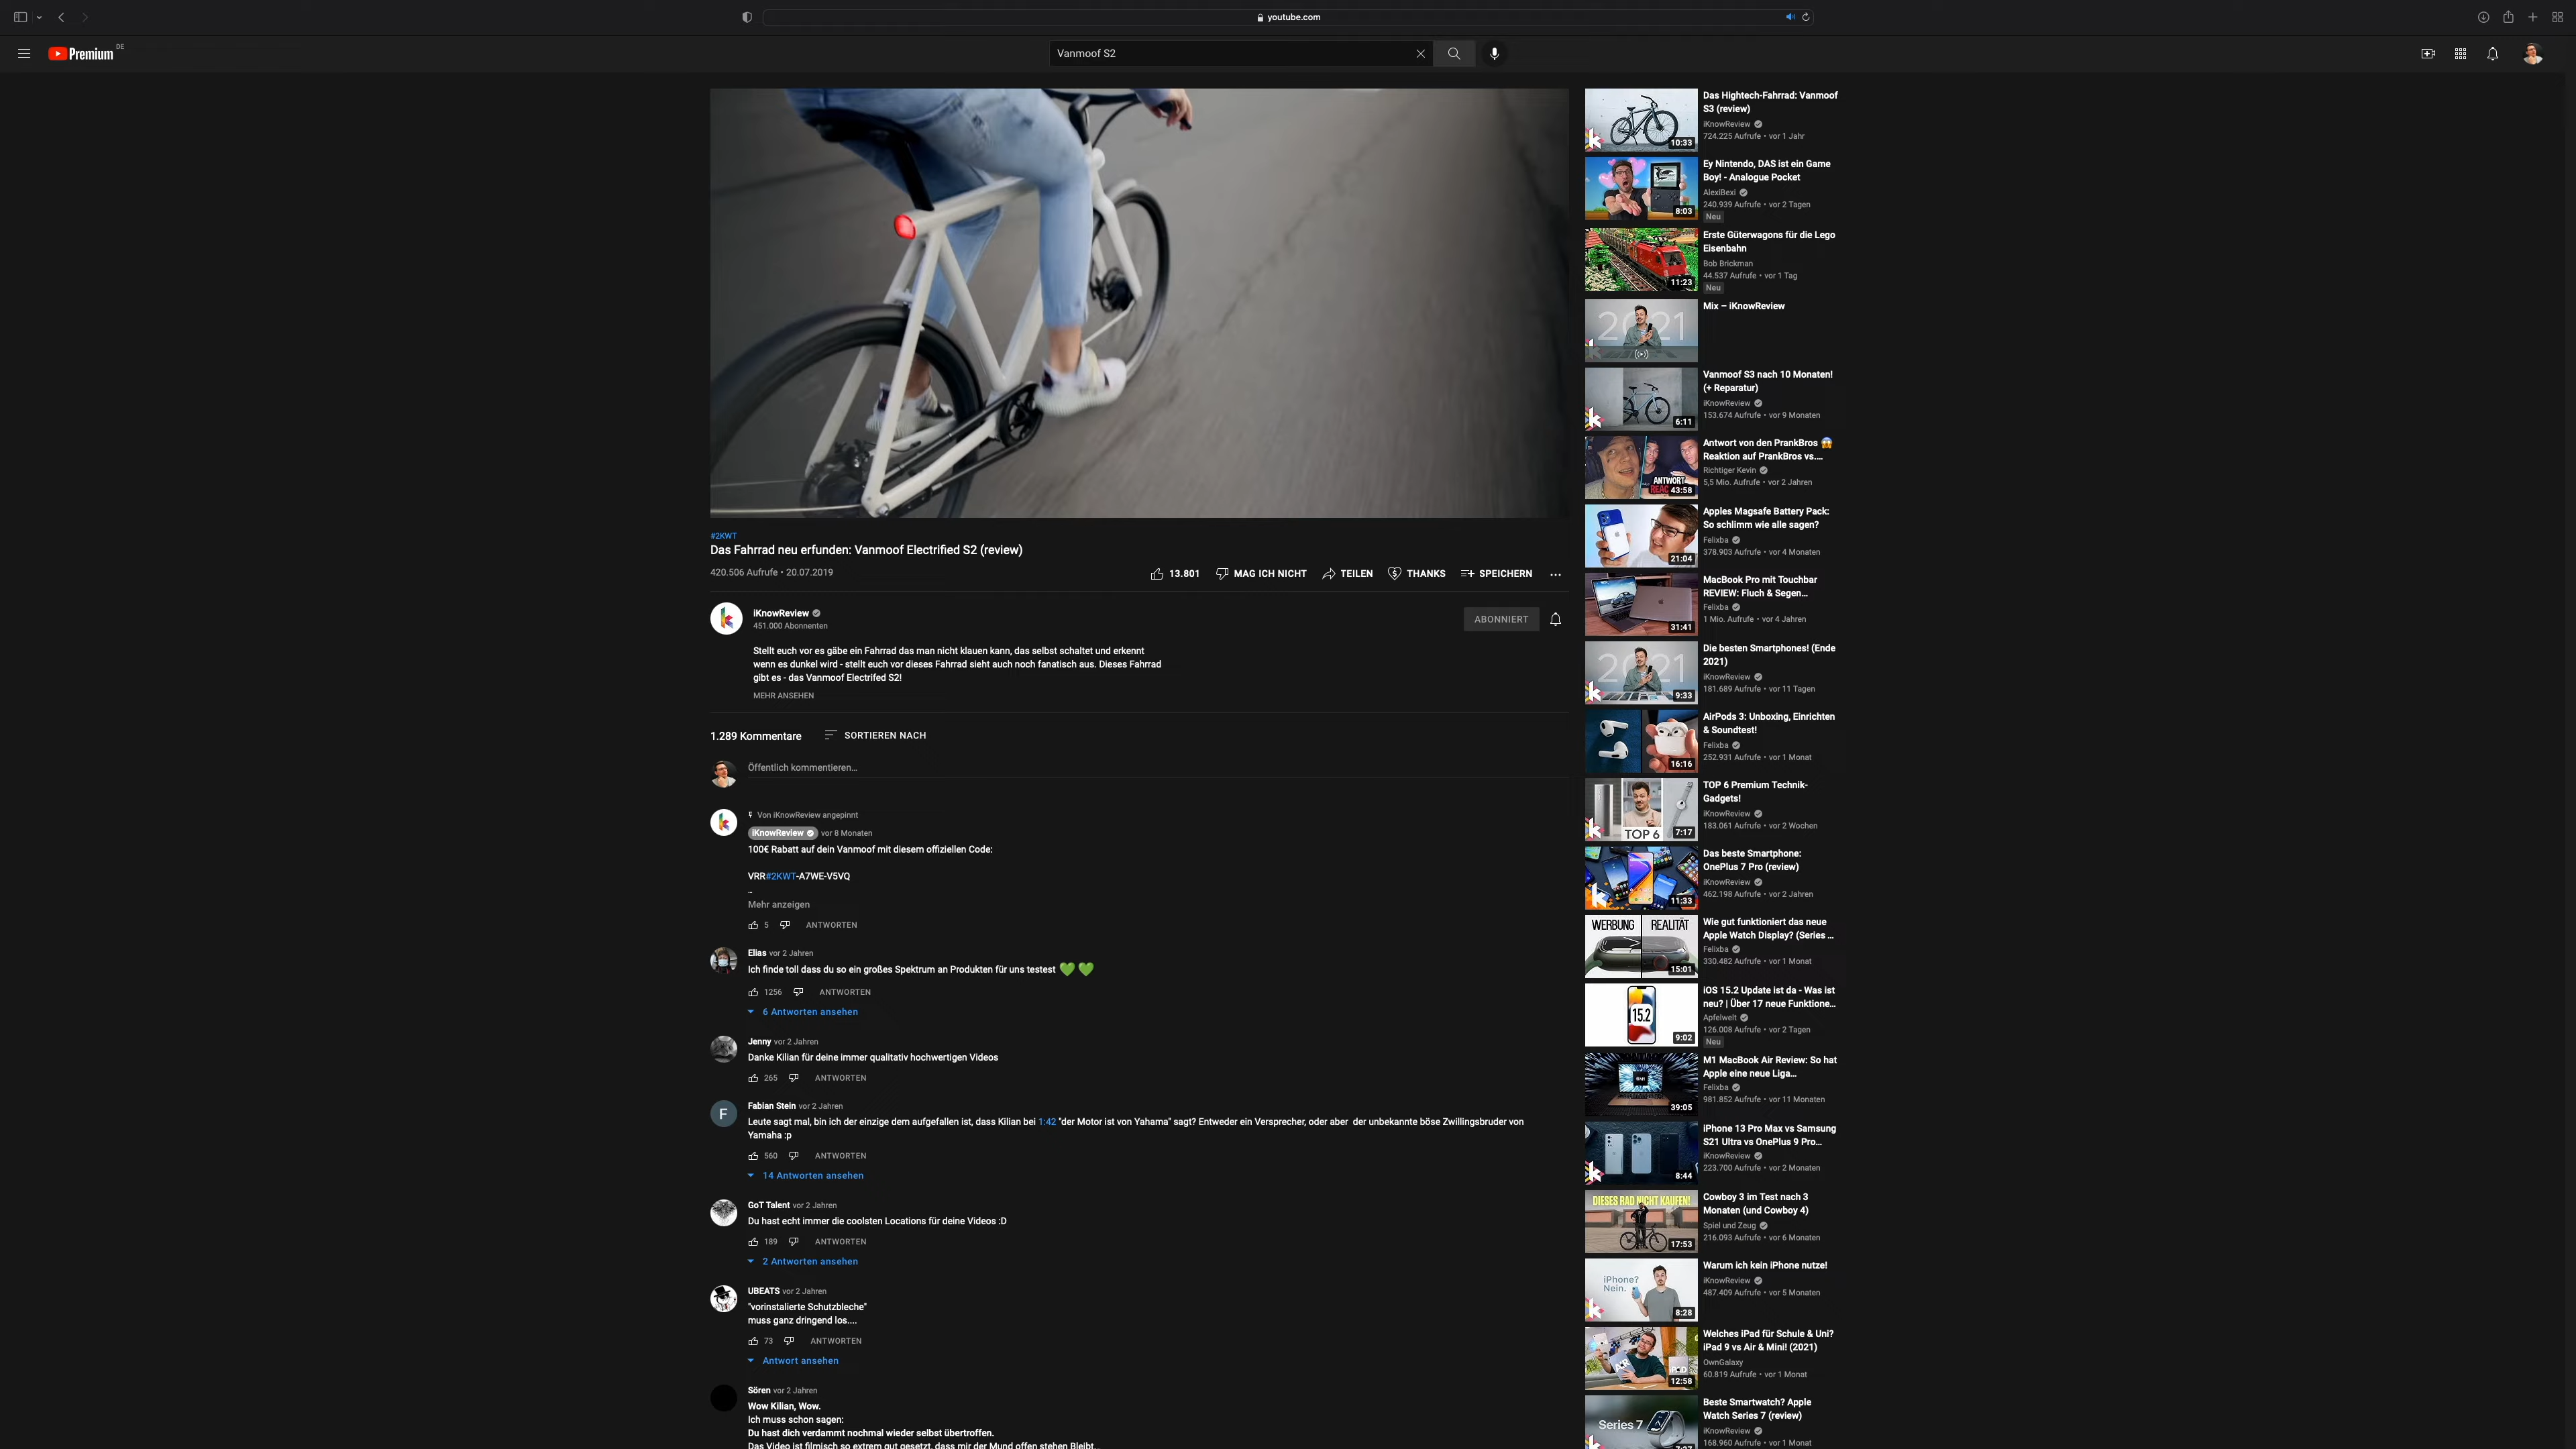 youtube.com
Premium DE
Vanmoof S2
#2KWT
Das Fahrrad neu erfunden: Vanmoof Electrified S2 (review)
420.506 Aufrufe • 20.07.2019
13.801 MAG ICH NICHT TEILEN THANKS SPEICHERN
iKnowReview
451.000 Abonnenten
ABONNIERT
Stellt euch vor es gäbe ein Fahrrad das man nicht klauen kann, das selbst schaltet und erkennt
wenn es dunkel wird - stellt euch vor dieses Fahrrad sieht auch noch fanatisch aus. Dieses Fahrrad
gibt es - das Vanmoof Electrifed S2!
MEHR ANSEHEN
1.289 Kommentare SORTIEREN NACH
Öffentlich kommentieren...
Von iKnowReview angepinnt
iKnowReview vor 8 Monaten
100€ Rabatt auf dein Vanmoof mit diesem offiziellen Code:
VRR#2KWT-A7WE-V5VQ
–
Mehr anzeigen
5 ANTWORTEN
Elias vor 2 Jahren
Ich finde toll dass du so ein großes Spektrum an Produkten für uns testest 💚 💚
1256 ANTWORTEN
6 Antworten ansehen
Jenny vor 2 Jahren
Danke Kilian für deine immer qualitativ hochwertigen Videos
265 ANTWORTEN
F
Fabian Stein vor 2 Jahren
Leute sagt mal, bin ich der einzige dem aufgefallen ist, dass Kilian bei 1:42 "der Motor ist von Yahama" sagt? Entweder ein Versprecher, oder aber der unbekannte böse Zwillingsbruder von
Yamaha :p
560 ANTWORTEN
14 Antworten ansehen
GoT Talent vor 2 Jahren
Du hast echt immer die coolsten Locations für deine Videos :D
189 ANTWORTEN
2 Antworten ansehen
UBEATS vor 2 Jahren
"vorinstalierte Schutzbleche"
muss ganz dringend los....
73 ANTWORTEN
Antwort ansehen
Sören vor 2 Jahren
Wow Kilian, Wow.
Ich muss schon sagen:
Du hast dich verdammt nochmal wieder selbst übertroffen.
Das Video ist filmisch so extrem gut gesetzt, dass mir der Mund offen stehen Bleibt...
10:33
Das Hightech-Fahrrad: Vanmoof
S3 (review)
iKnowReview
724.225 Aufrufe • vor 1 Jahr
8:03
Ey Nintendo, DAS ist ein Game
Boy! - Analogue Pocket
AlexiBexi
240.939 Aufrufe • vor 2 Tagen
Neu
11:23
Erste Güterwagons für die Lego
Eisenbahn
Bob Brickman
44.537 Aufrufe • vor 1 Tag
Neu
2021
Mix – iKnowReview
6:11
Vanmoof S3 nach 10 Monaten!
(+ Reparatur)
iKnowReview
153.674 Aufrufe • vor 9 Monaten
ANTWORT
43:58
Antwort von den PrankBros 😱
Reaktion auf PrankBros vs....
Richtiger Kevin
5,5 Mio. Aufrufe • vor 2 Jahren
21:04
Apples Magsafe Battery Pack:
So schlimm wie alle sagen?
Felixba
378.903 Aufrufe • vor 4 Monaten
31:41
MacBook Pro mit Touchbar
REVIEW: Fluch & Segen...
Felixba
1 Mio. Aufrufe • vor 4 Jahren
2021
9:33
Die besten Smartphones! (Ende
2021)
iKnowReview
181.689 Aufrufe • vor 11 Tagen
16:16
AirPods 3: Unboxing, Einrichten
& Soundtest!
Felixba
252.931 Aufrufe • vor 1 Monat
TOP 6
7:17
TOP 6 Premium Technik-
Gadgets!
iKnowReview
183.061 Aufrufe • vor 2 Wochen
11:33
Das beste Smartphone:
OnePlus 7 Pro (review)
iKnowReview
462.198 Aufrufe • vor 2 Jahren
WERBUNG REALITÄT
15:01
Wie gut funktioniert das neue
Apple Watch Display? (Series ...
Felixba
330.482 Aufrufe • vor 1 Monat
15.2
9:02
iOS 15.2 Update ist da - Was ist
neu? | Über 17 neue Funktione...
Apfelwelt
126.008 Aufrufe • vor 2 Tagen
Neu
39:05
M1 MacBook Air Review: So hat
Apple eine neue Liga...
Felixba
981.852 Aufrufe • vor 11 Monaten
8:44
iPhone 13 Pro Max vs Samsung
S21 Ultra vs OnePlus 9 Pro...
iKnowReview
223.700 Aufrufe • vor 2 Monaten
DIESES RAD NICHT KAUFEN!
17:53
Cowboy 3 im Test nach 3
Monaten (und Cowboy 4)
Spiel und Zeug
216.093 Aufrufe • vor 6 Monaten
iPhone?
Nein.
8:28
Warum ich kein iPhone nutze!
iKnowReview
487.409 Aufrufe • vor 5 Monaten
12:58
Welches iPad für Schule & Uni?
iPad 9 vs Air & Mini! (2021)
OwnGalaxy
60.819 Aufrufe • vor 1 Monat
Series 7
Beste Smartwatch? Apple
Watch Series 7 (review)
iKnowReview
168.960 Aufrufe • vor 1 Monat